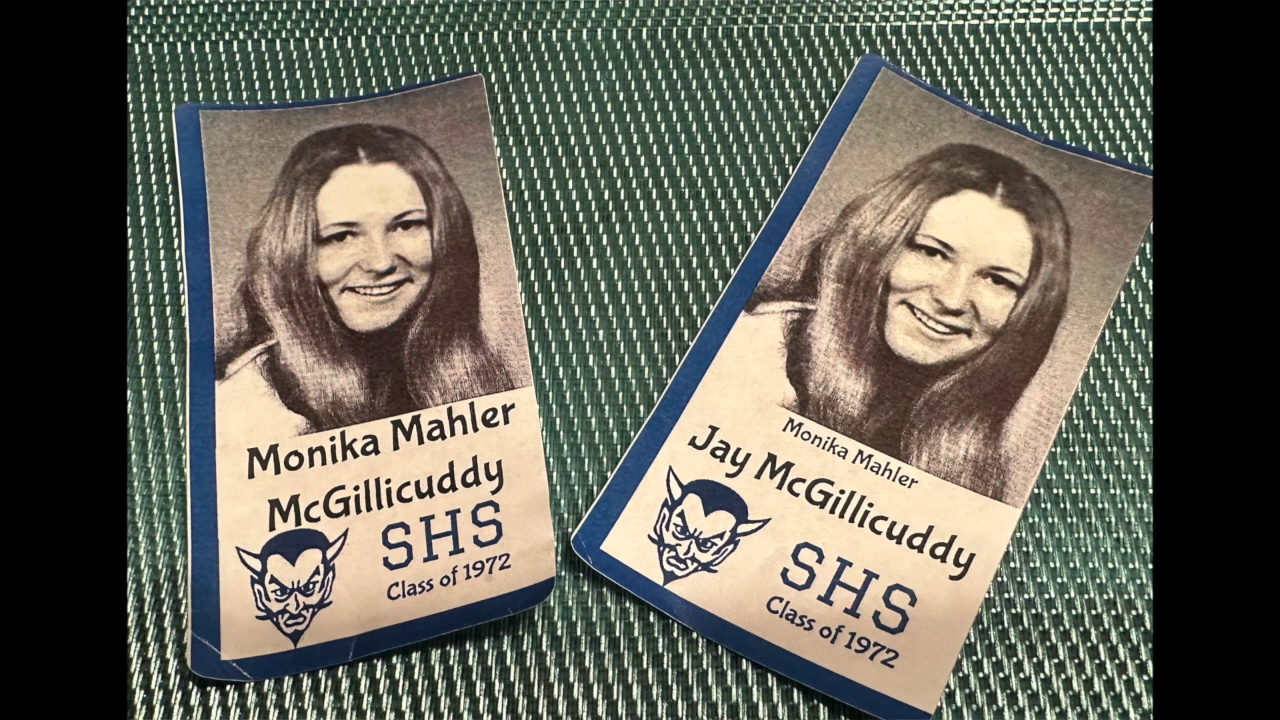 Monika Mahler
McGillicuddy
SHS
Class of 1972
Monika Mahler
Jay McGillicuddy
SHS
Class of 1972